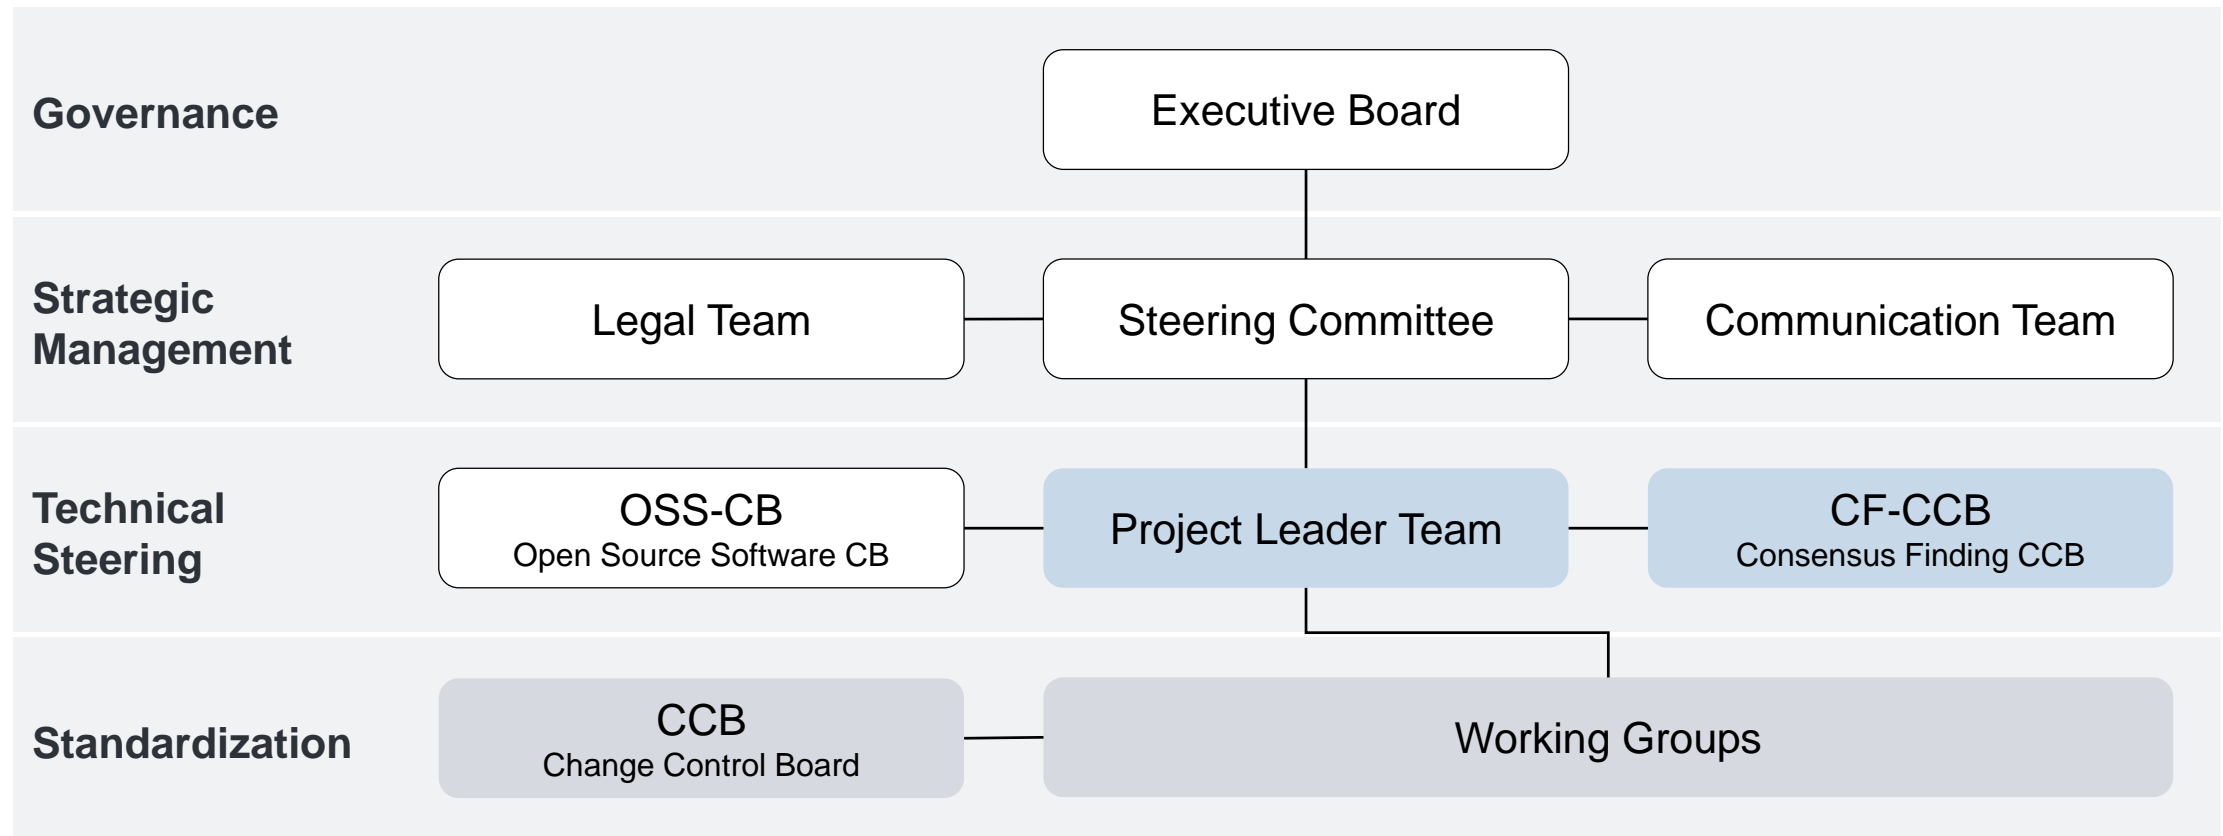 Governance
Executive Board
Strategic
Management
Legal Team
Steering Committee
Communication Team
Technical
Steering
OSS-CB
Open Source Software CB
Project Leader Team
CF-CCB
Consensus Finding CCB
Standardization
CCB
Change Control Board
Working Groups